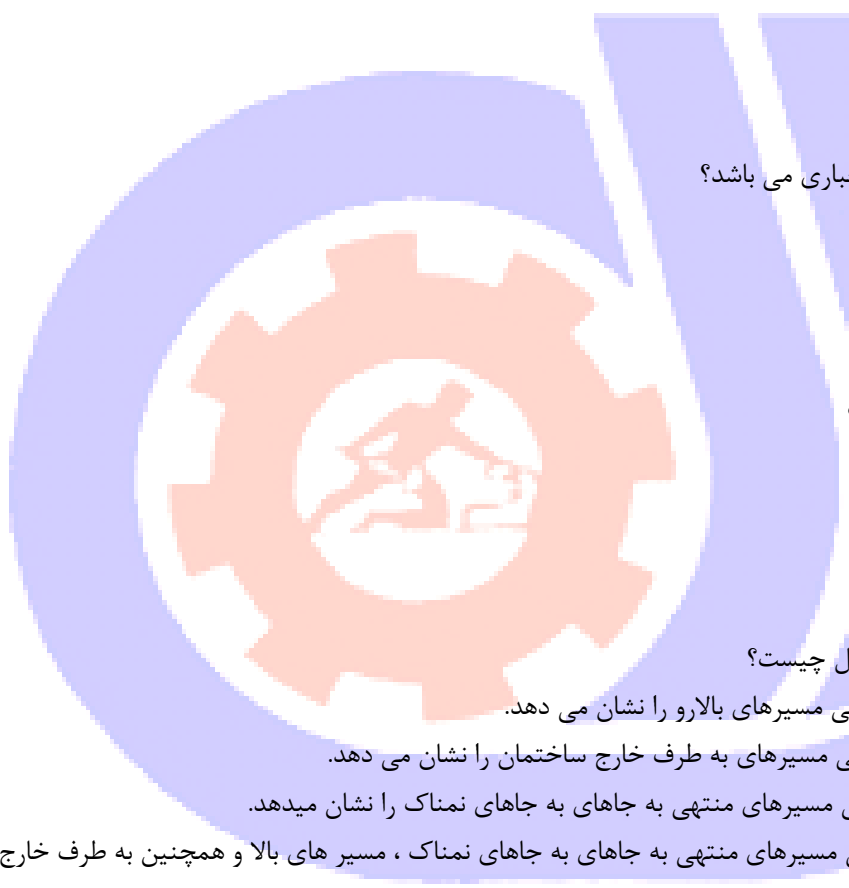 باری می باشد؟
ل چیست؟
ی مسیرهای بالارو را نشان می دهد.
ی مسیرهای به طرف خارج ساختمان را نشان می دهد.
مسیرهای منتهی به جاهای به جاهای نمناک را نشان میدهد.
مسیرهای منتهی به جاهای به جاهای نمناک ، مسیر های بالا و همچنین به طرف خارج